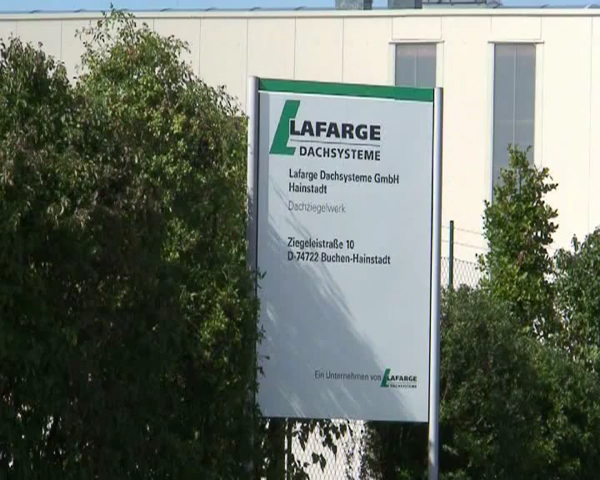 LAFARGE
DACHSYSTEME
Lafarge Dachsysteme GmbH
Hainstadt
Dachziegelwerk
Ziegeleistraße 10
D-74722 Buchen-Hainstadt
Ein Unternehmen von LAFARGE
DACHSYSTEME